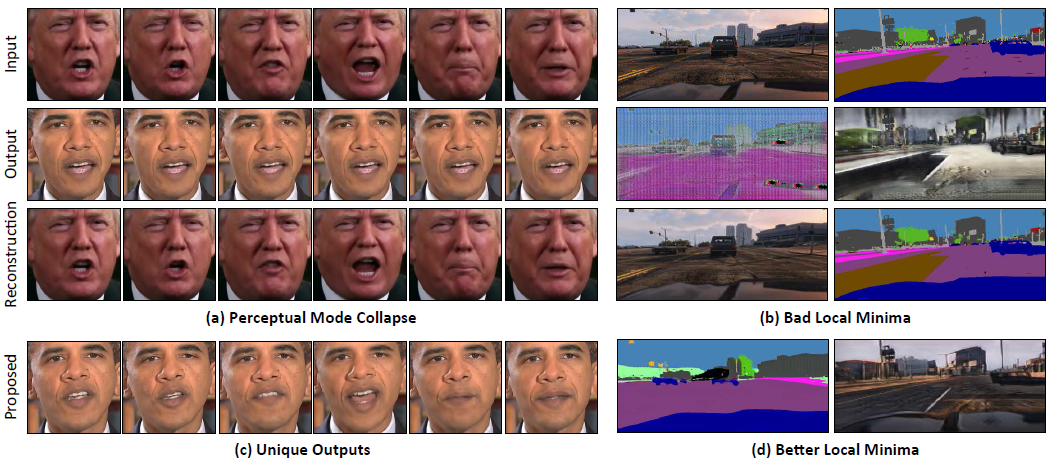 Input
Output
Reconstruction
(a) Perceptual Mode Collapse
(b) Bad Local Minima
Proposed
(c) Unique Outputs
(d) Better Local Minima